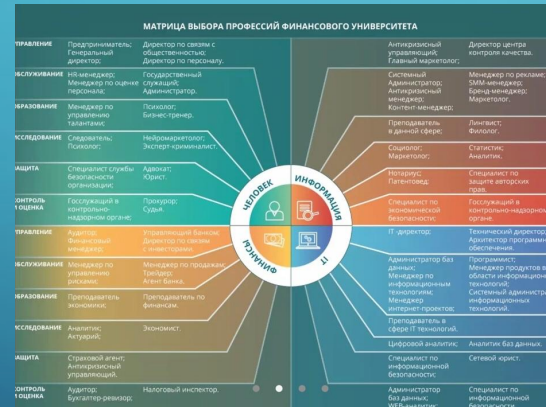 МАТРИЦА ВЫБОРА ПРОФЕССИЙ ФИНАНСОВОГО УНИВЕРСИТЕТА
УПРАВЛЕНИЕ
Предприниматель;
Генеральный
директор;
Директор по связям с
общественностью;
Директор по персоналу.
ОБСЛУЖИВАНИЕ
HR-менеджер;
Менеджер по оценке
персонала;
Государственный
служащий;
Администратор.
ОБРАЗОВАНИЕ
Менеджер по
управлению
талантами;
Психолог;
Бизнес-тренер.
ИССЛЕДОВАНИЕ
Следователь;
Психолог;
Нейромаркетолог;
Эксперт-криминалист.
ЗАЩИТА
Специалист службы
безопасности
организации;
Адвокат;
Юрист.
КОНТРОЛЬ
И ОЦЕНКА
Госслужащий в
контрольно-
надзорном органе;
Прокурор;
Судья.
УПРАВЛЕНИЕ
Аудитор;
Финансовый
менеджер;
Управляющий банком;
Директор по связям
с инвесторами.
ОБСЛУЖИВАНИЕ
Менеджер по
управлению
рисками;
Менеджер по продажам;
Трейдер;
Агент банка.
ОБРАЗОВАНИЕ
Преподаватель
экономики;
Преподаватель по
финансам.
ИССЛЕДОВАНИЕ
Аналитик;
Актуарий;
Экономист.
ЗАЩИТА
Страховой агент;
Антикризисный
управляющий.
КОНТРОЛЬ
И ОЦЕНКА
Аудитор;
Бухгалтер-ревизор;
Налоговый инспектор.
ЧЕЛОВЕК
ИНФОРМАЦИЯ
ФИНАНСЫ
IT
Антикризисный
управляющий;
Главный маркетолог;
Директор центра
контроля качества.
Системный
Администратор;
Антикризисный
менеджер;
Контент-менеджер;
Менеджер по рекламе;
SMM-менеджер;
Бренд-менеджер;
Маркетолог.
Преподаватель
в данной сфере;
Лингвист;
Филолог.
Социолог;
Маркетолог;
Статистик;
Аналитик.
Нотариус;
Патентовед;
Специалист по
защите авторских
прав.
Специалист по
экономической
безопасности;
Госслужащий в
контрольно-надзорном
органе.
IT -директор;
Технический директор;
Архитектор программн
обеспечения.
Администратор баз
данных;
Менеджер по
информационным
технологиям;
Менеджер
интернет-проектов;
Программист;
Менеджер продуктов в
области информацион
технологий;
Системный администра
информационных
технологий.
Преподаватель в
сфере IT технологий.
Цифровой аналитик;
Аналитик баз данных.
Специалист по
информационной
безопасности;
Сетевой юрист.
Администратор
баз данных;
WEB-аналитик;
Специалист по
информационной
безопасности.